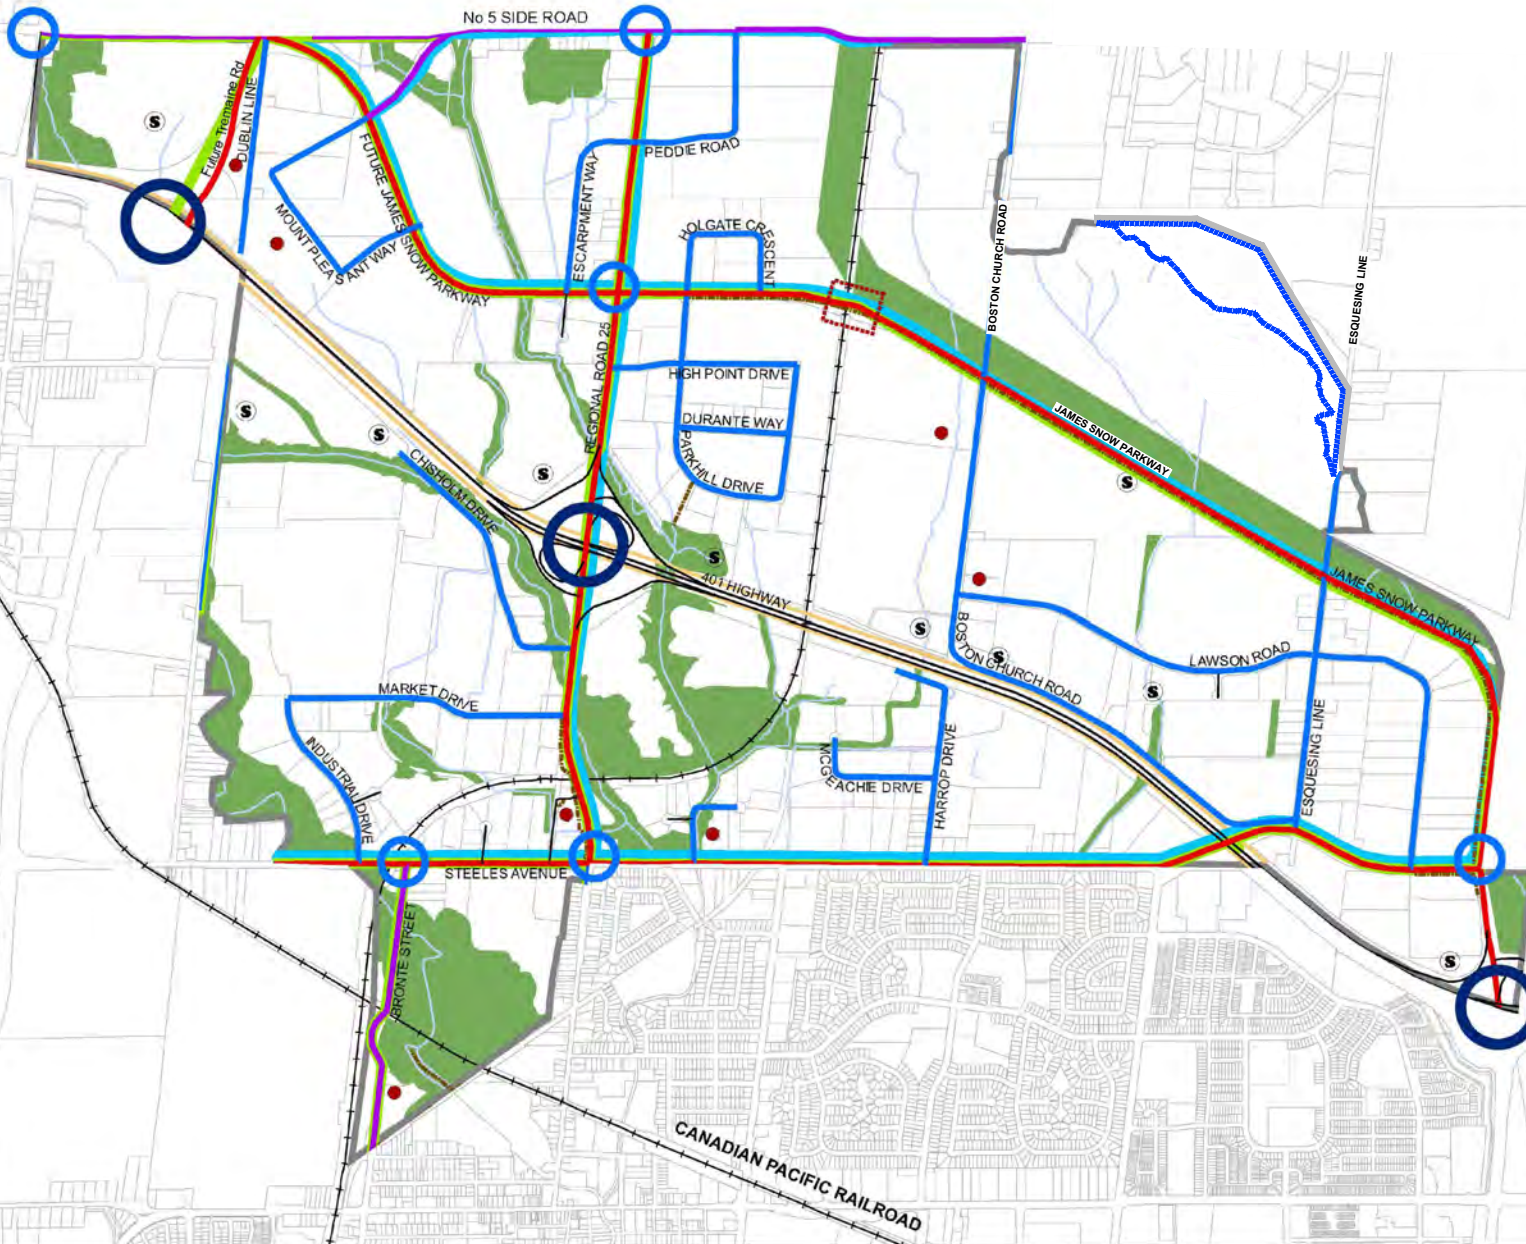 No 5 SIDE ROAD
Future Tremaine Rd
DUBLIN LINE
S
FUTURE JAMES SNOW PARKWAY
MOUNT PLEASANT WAY
ESCARPMENT WAY
PEDDIE ROAD
HOLGATE CRESCENT
BOSTON CHURCH ROAD
ESQUESING LINE
REGIONAL ROAD 25
HIGH POINT DRIVE
DURANTE WAY
PARKHILL DRIVE
JAMES SNOW PARKWAY
S
S
S
S
S
CHISHOLM DRIVE
401 HIGHWAY
JAMES SNOW PARKWAY
S
S
S
BOSTON CHURCH ROAD
LAWSON ROAD
MARKET DRIVE
INDUSTRIAL DRIVE
MCGEACHIE DRIVE
HARROP DRIVE
ESQUESING LINE
STEELES AVENUE
BRONTE STREET
S
CANADIAN PACIFIC RAILROAD